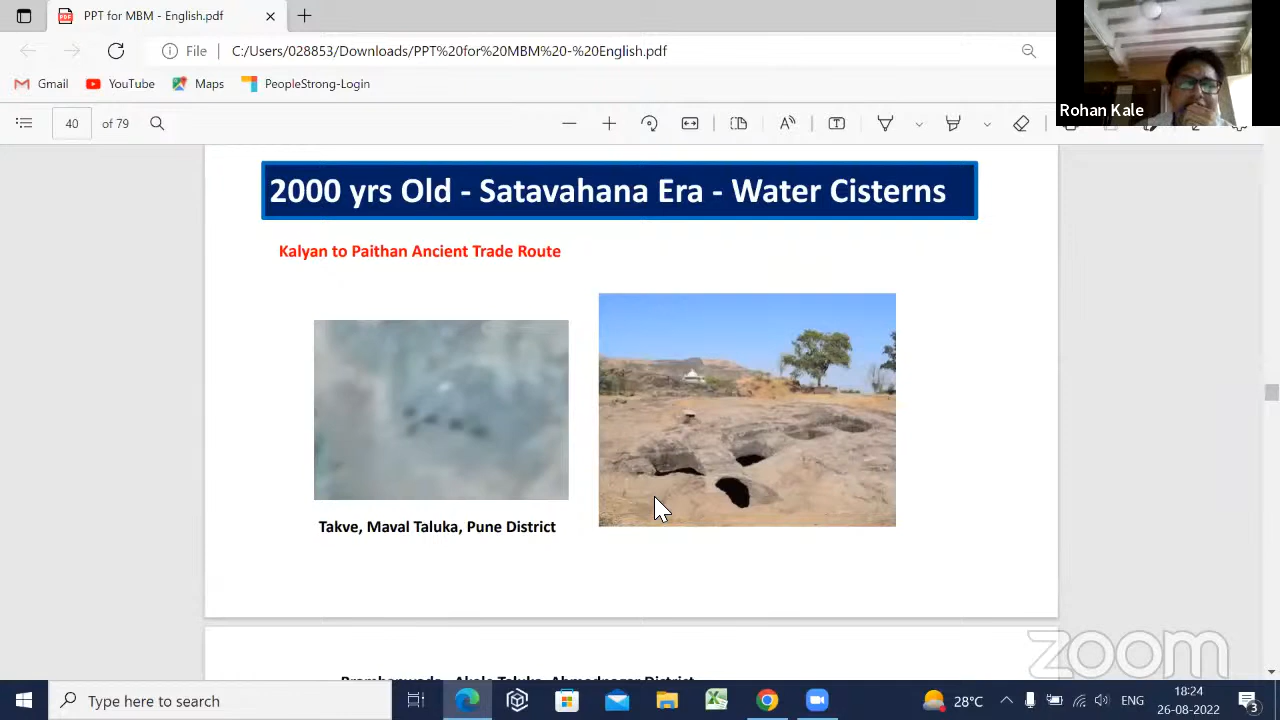 PPT for MBM - English.pdf
File C:/Users/028853/Downloads/PPT%20for%20MBM%20-%20English.pdf
Gmail YouTube Maps PeopleStrong-Login
Rohan Kale
40 of 79
2000 yrs Old - Satavahana Era - Water Cisterns
Kalyan to Paithan Ancient Trade Route
Takve, Maval Taluka, Pune District
zoom
Type here to search
28°C ENG 18:24
26-08-2022
3